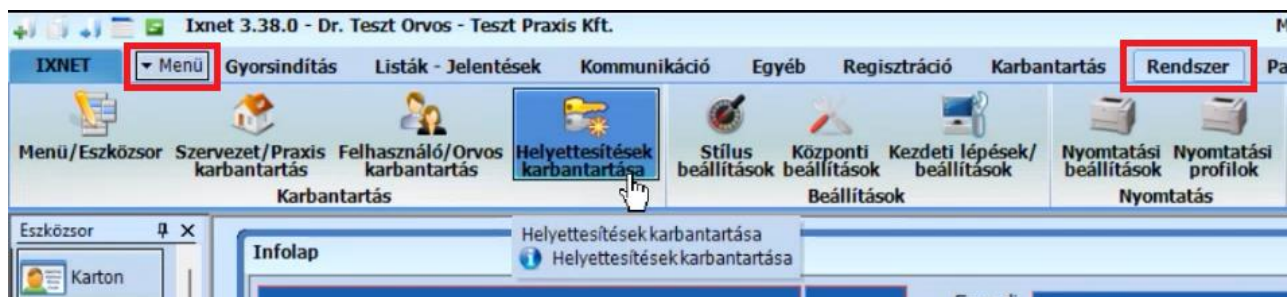 Ixnet 3.38.0 - Dr. Teszt Orvos - Teszt Praxis Kft.
IXNET Menü Gyorsindítás Listák - Jelentések Kommunikáció Egyéb Regisztráció Karbantartás Rendszer Pa
Menü/Eszközsor Szervezet/Praxis Felhasználó/Orvos Helyettesítések Stílus Központi Kezdeti lépések/ Nyomtatási Nyomtatási
karbantartás karbantartás karbantartása beállítások beállítások beállítások beállítások profilok
Karbantartás Beállítások Nyomtatás
Eszközsor
Helyettesítések karbantartása
Infolap
Helyettesítések karbantartása
Karton